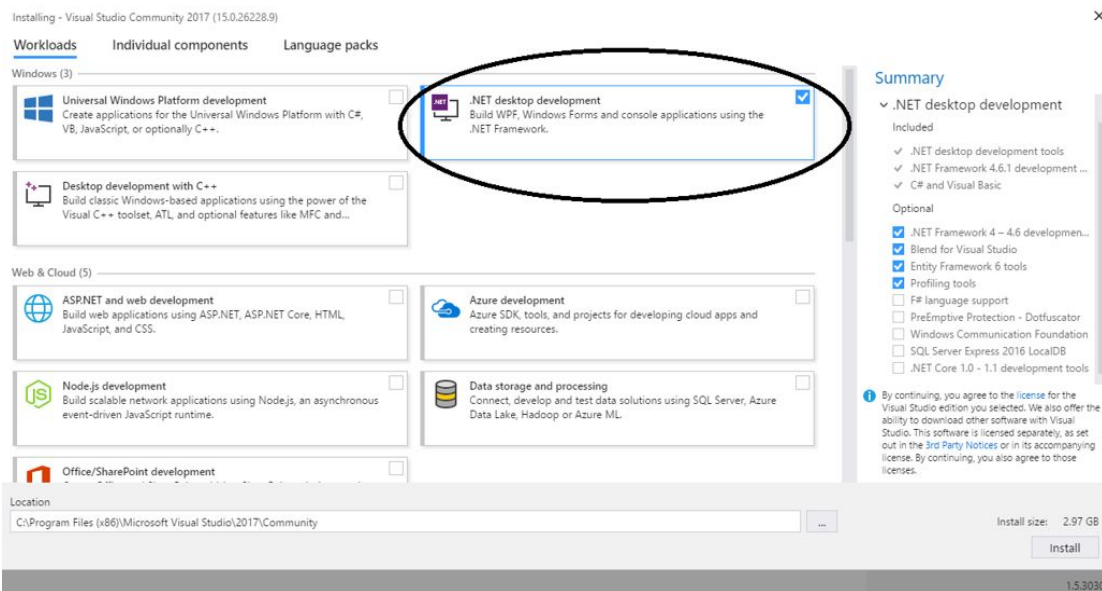 Installing - Visual Studio Community 2017 (15.0.26228.9)
Workloads Individual components Language packs
Windows (3)
Universal Windows Platform development
Create applications for the Universal Windows Platform with C#,
VB, JavaScript, or optionally C++.
.NET desktop development
Build WPF, Windows Forms and console applications using the
.NET Framework.
Desktop development with C++
Build classic Windows-based applications using the power of the
Visual C++ toolset, ATL, and optional features like MFC and...
Web & Cloud (5)
ASP.NET and web development
Build web applications using ASP.NET, ASP.NET Core, HTML,
JavaScript, and CSS.
Azure development
Azure SDK, tools, and projects for developing cloud apps and
creating resources.
Node.js development
Build scalable network applications using Node.js, an asynchronous
event-driven JavaScript runtime.
Data storage and processing
Connect, develop and test data solutions using SQL Server, Azure
Data Lake, Hadoop or Azure ML.
Office/SharePoint development
Summary
.NET desktop development
Included
.NET desktop development tools
.NET Framework 4.6.1 development ...
C# and Visual Basic
Optional
.NET Framework 4 – 4.6 developmen...
Blend for Visual Studio
Entity Framework 6 tools
Profiling tools
F# language support
PreEmptive Protection - Dotfuscator
Windows Communication Foundation
SQL Server Express 2016 LocalDB
.NET Core 1.0 - 1.1 development tools
By continuing, you agree to the license for the
Visual Studio edition you selected. We also offer the
ability to download other software with Visual
Studio. This software is licensed separately, as set
out in the 3rd Party Notices or in its accompanying
license. By continuing, you also agree to those
licenses.
Location
C:\Program Files (x86)\Microsoft Visual Studio\2017\Community
...
Install size: 2.97 GB
Install